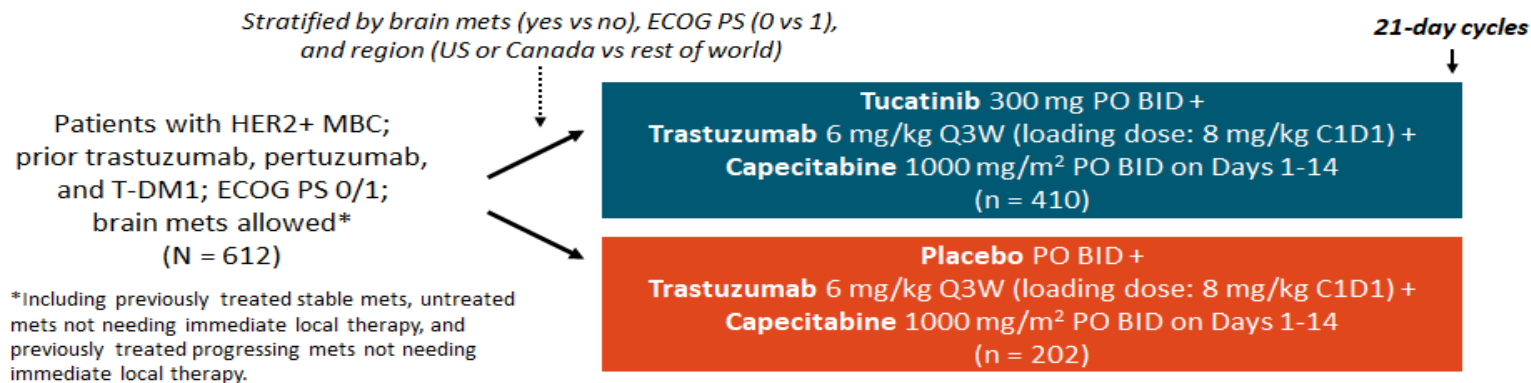 Stratified by brain mets (yes vs no), ECOG PS (0 vs 1),
and region (US or Canada vs rest of world)
21-day cycles
Patients with HER2+ MBC;
prior trastuzumab, pertuzumab,
and T-DM1; ECOG PS 0/1;
brain mets allowed*
(N = 612)
*Including previously treated stable mets, untreated
mets not needing immediate local therapy, and
previously treated progressing mets not needing
immediate local therapy.
Tucatinib 300 mg PO BID +
Trastuzumab 6 mg/kg Q3W (loading dose: 8 mg/kg C1D1) +
Capecitabine 1000 mg/m² PO BID on Days 1-14
(n = 410)
Placebo PO BID +
Trastuzumab 6 mg/kg Q3W (loading dose: 8 mg/kg C1D1) +
Capecitabine 1000 mg/m² PO BID on Days 1-14
(n = 202)